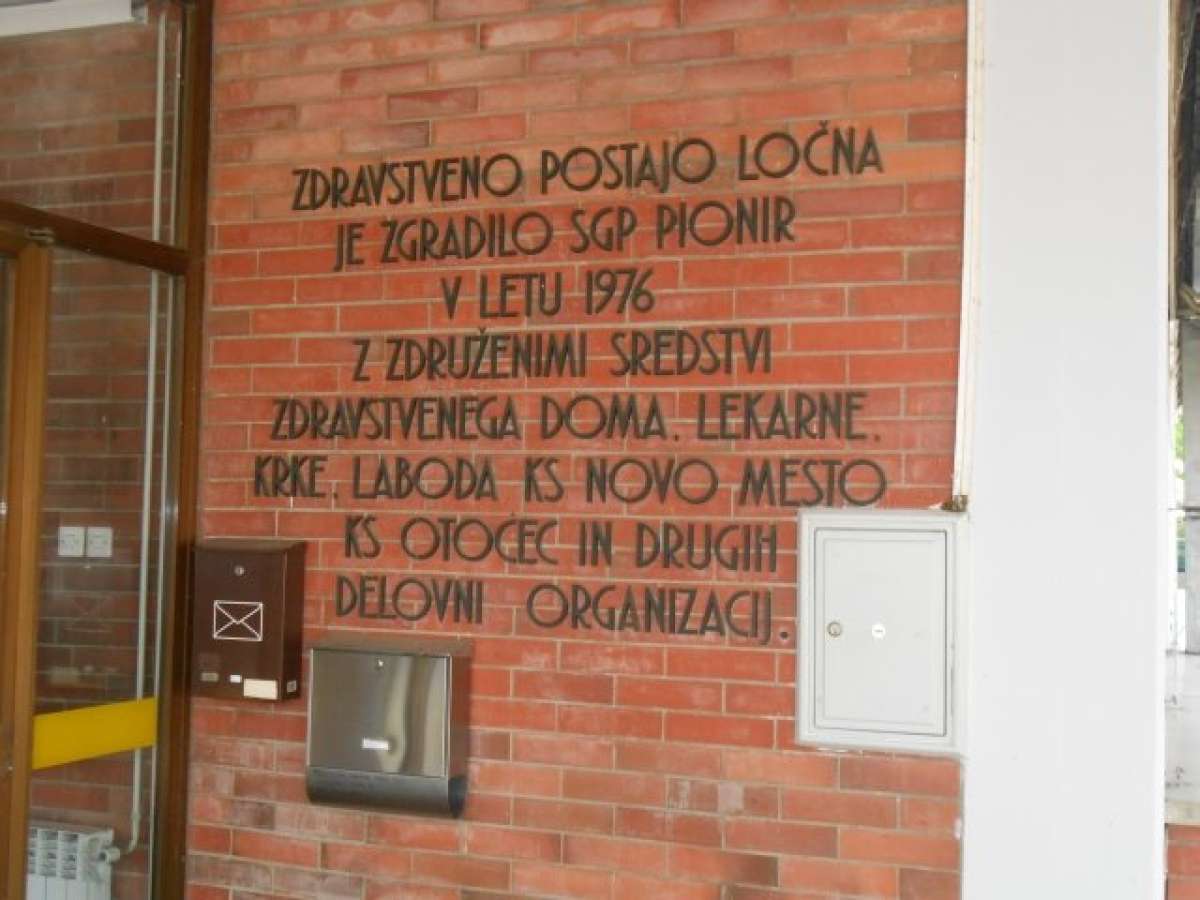 ZDRAVSTVENO POSTAJO LOČNA
JE ZGRADILO SGP PIONIR
V LETU 1976
Z ZDRUŽENIMI SREDSTVI
ZDRAVSTVENEGA DOMA. LEKARNE.
KRKE. LABODA KS NOVO MESTO
KS OTOČEC IN DRUGIH
DELOVNI ORGANIZACIJ.